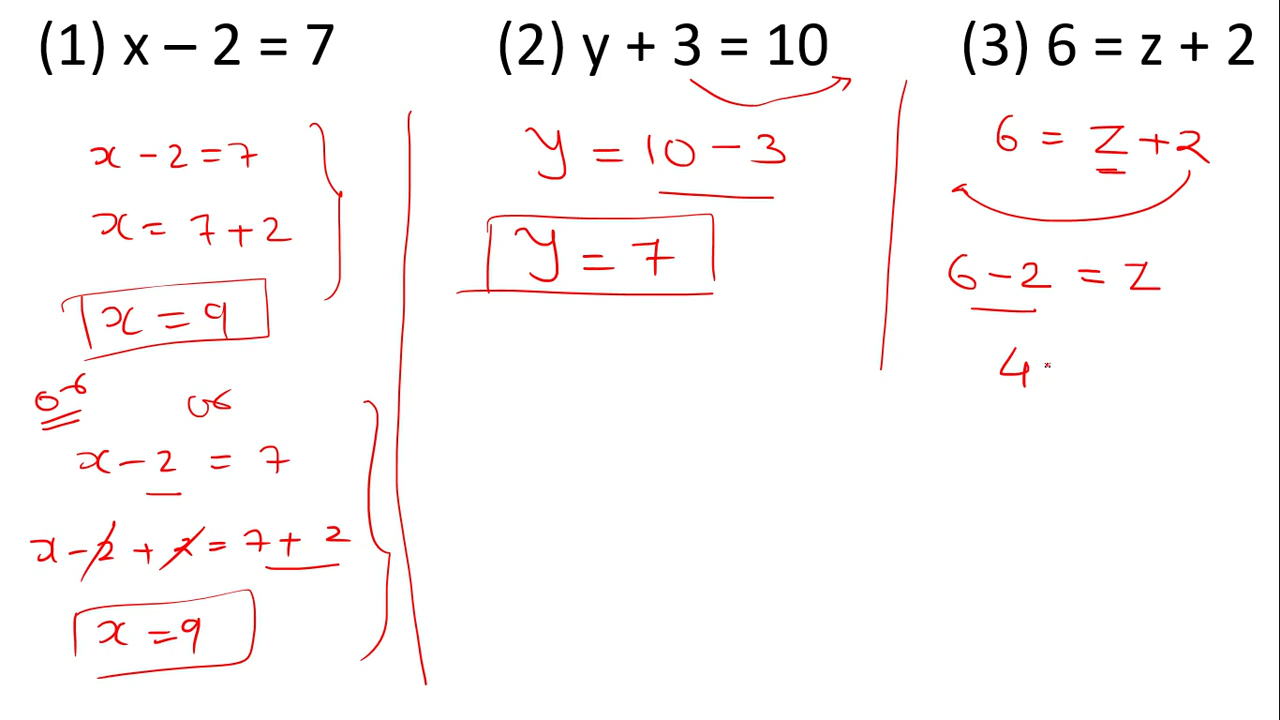 (1) x – 2 = 7
x - 2 = 7
x = 7 + 2
x = 9
or
x - 2 = 7
x - 2 + 2 = 7 + 2
x = 9
(2) y + 3 = 10
y = 10 - 3
y = 7
(3) 6 = z + 2
6 = z + 2
6 - 2 = z
4